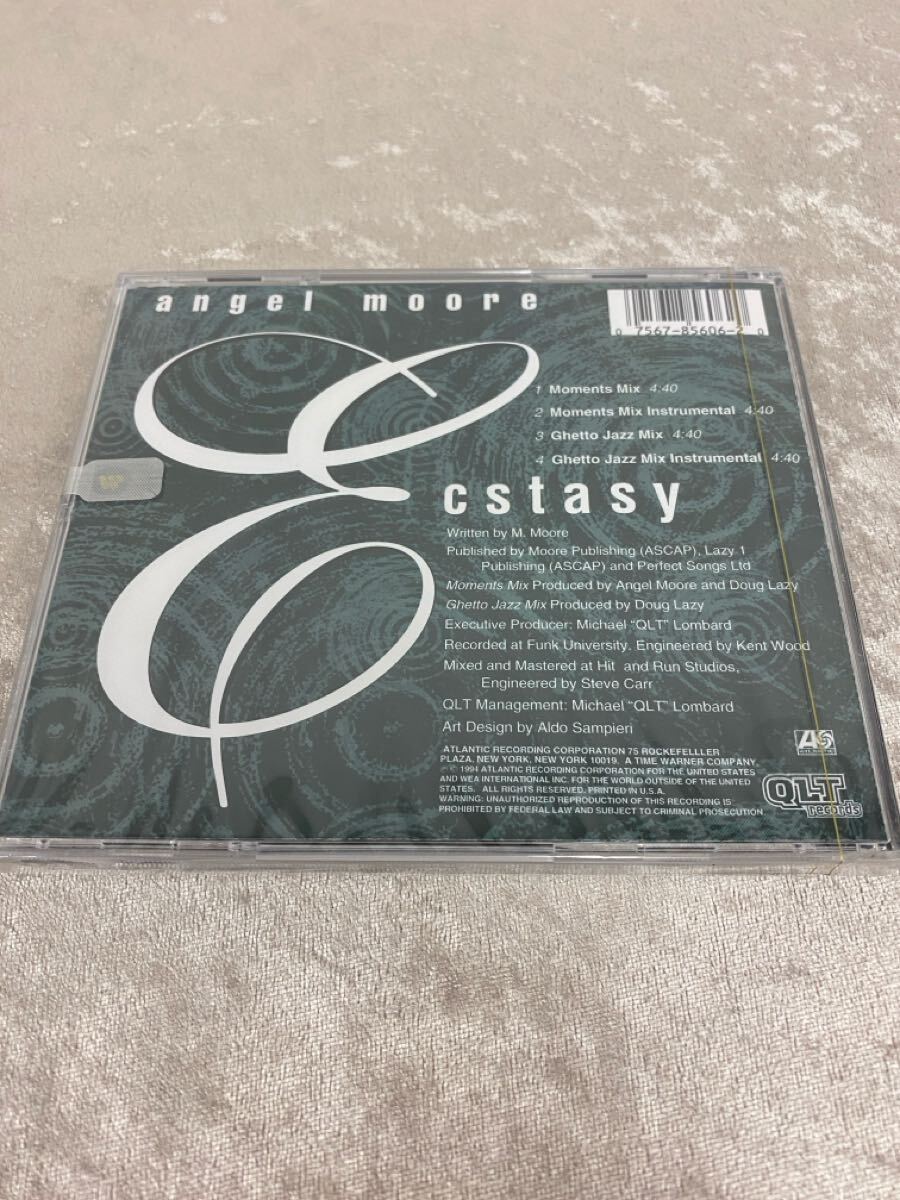 angel moore
0 7567-85606-2 0
1 Moments Mix 4:40
2 Moments Mix Instrumental 4:40
3 Ghetto Jazz Mix 4:40
4 Ghetto Jazz Mix Instrumental 4:40
Ecstasy
Written by M. Moore
Published by Moore Publishing (ASCAP), Lazy 1
Publishing (ASCAP) and Perfect Songs Ltd
Moments Mix Produced by Angel Moore and Doug Lazy
Ghetto Jazz Mix Produced by Doug Lazy
Executive Producer: Michael "QLT" Lombard
Recorded at Funk University. Engineered by Kent Wood
Mixed and Mastered at Hit and Run Studios,
Engineered by Steve Carr
QLT Management: Michael "QLT" Lombard
Art Design by Aldo Sampieri
ATLANTIC RECORDING CORPORATION 75 ROCKEFELLLER
PLAZA, NEW YORK, NEW YORK 10019. A TIME WARNER COMPANY.
℗ © 1994 ATLANTIC RECORDING CORPORATION FOR THE UNITED STATES
AND WEA INTERNATIONAL INC. FOR THE WORLD OUTSIDE OF THE UNITED
STATES. ALL RIGHTS RESERVED. PRINTED IN U.S.A.
WARNING: UNAUTHORIZED REPRODUCTION OF THIS RECORDING IS
PROHIBITED BY FEDERAL LAW AND SUBJECT TO CRIMINAL PROSECUTION.
QLT
records